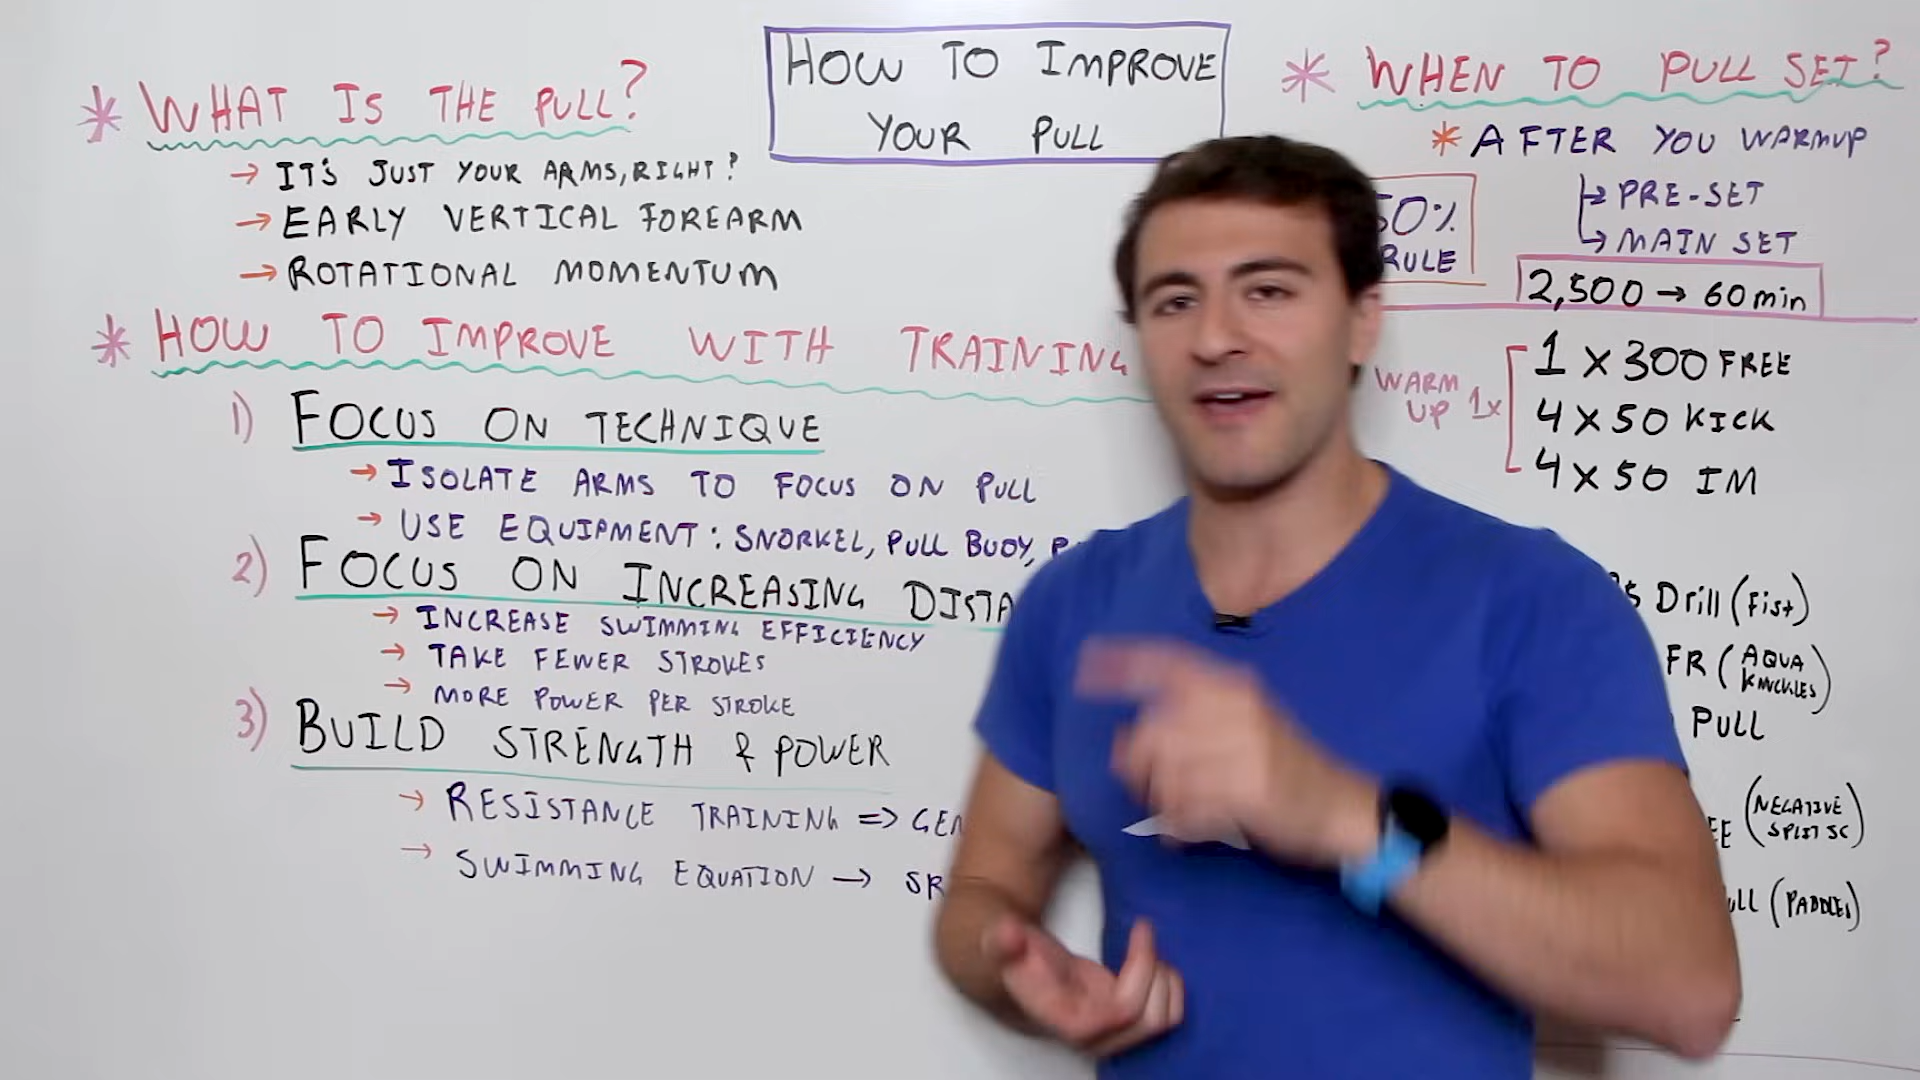 HOW TO IMPROVE
YOUR PULL
* WHAT IS THE PULL?
→ IT'S JUST YOUR ARMS, RIGHT?
→ EARLY VERTICAL FOREARM
→ ROTATIONAL MOMENTUM
* HOW TO IMPROVE WITH TRAINING
1) FOCUS ON TECHNIQUE
→ ISOLATE ARMS TO FOCUS ON PULL
→ USE EQUIPMENT: SNORKEL, PULL BUOY,
2) FOCUS ON INCREASING
→ INCREASE SWIMMING EFFICIENCY
→ TAKE FEWER STROKES
→ MORE POWER PER STROKE
3) BUILD STRENGTH & POWER
→ RESISTANCE TRAINING =>
→ SWIMMING EQUATION →
* WHEN TO PULL SET?
* AFTER YOU WARMUP
→ PRE-SET
→ MAIN SET
50%
RULE
2,500 → 60 min
WARM UP 1x
1 x 300 FREE
4 x 50 KICK
4 x 50 IM
Drill (Fist)
FR (AQUA KNUCKLES)
PULL
(NEGATIVE SPLIT SC)
(PADDLES)